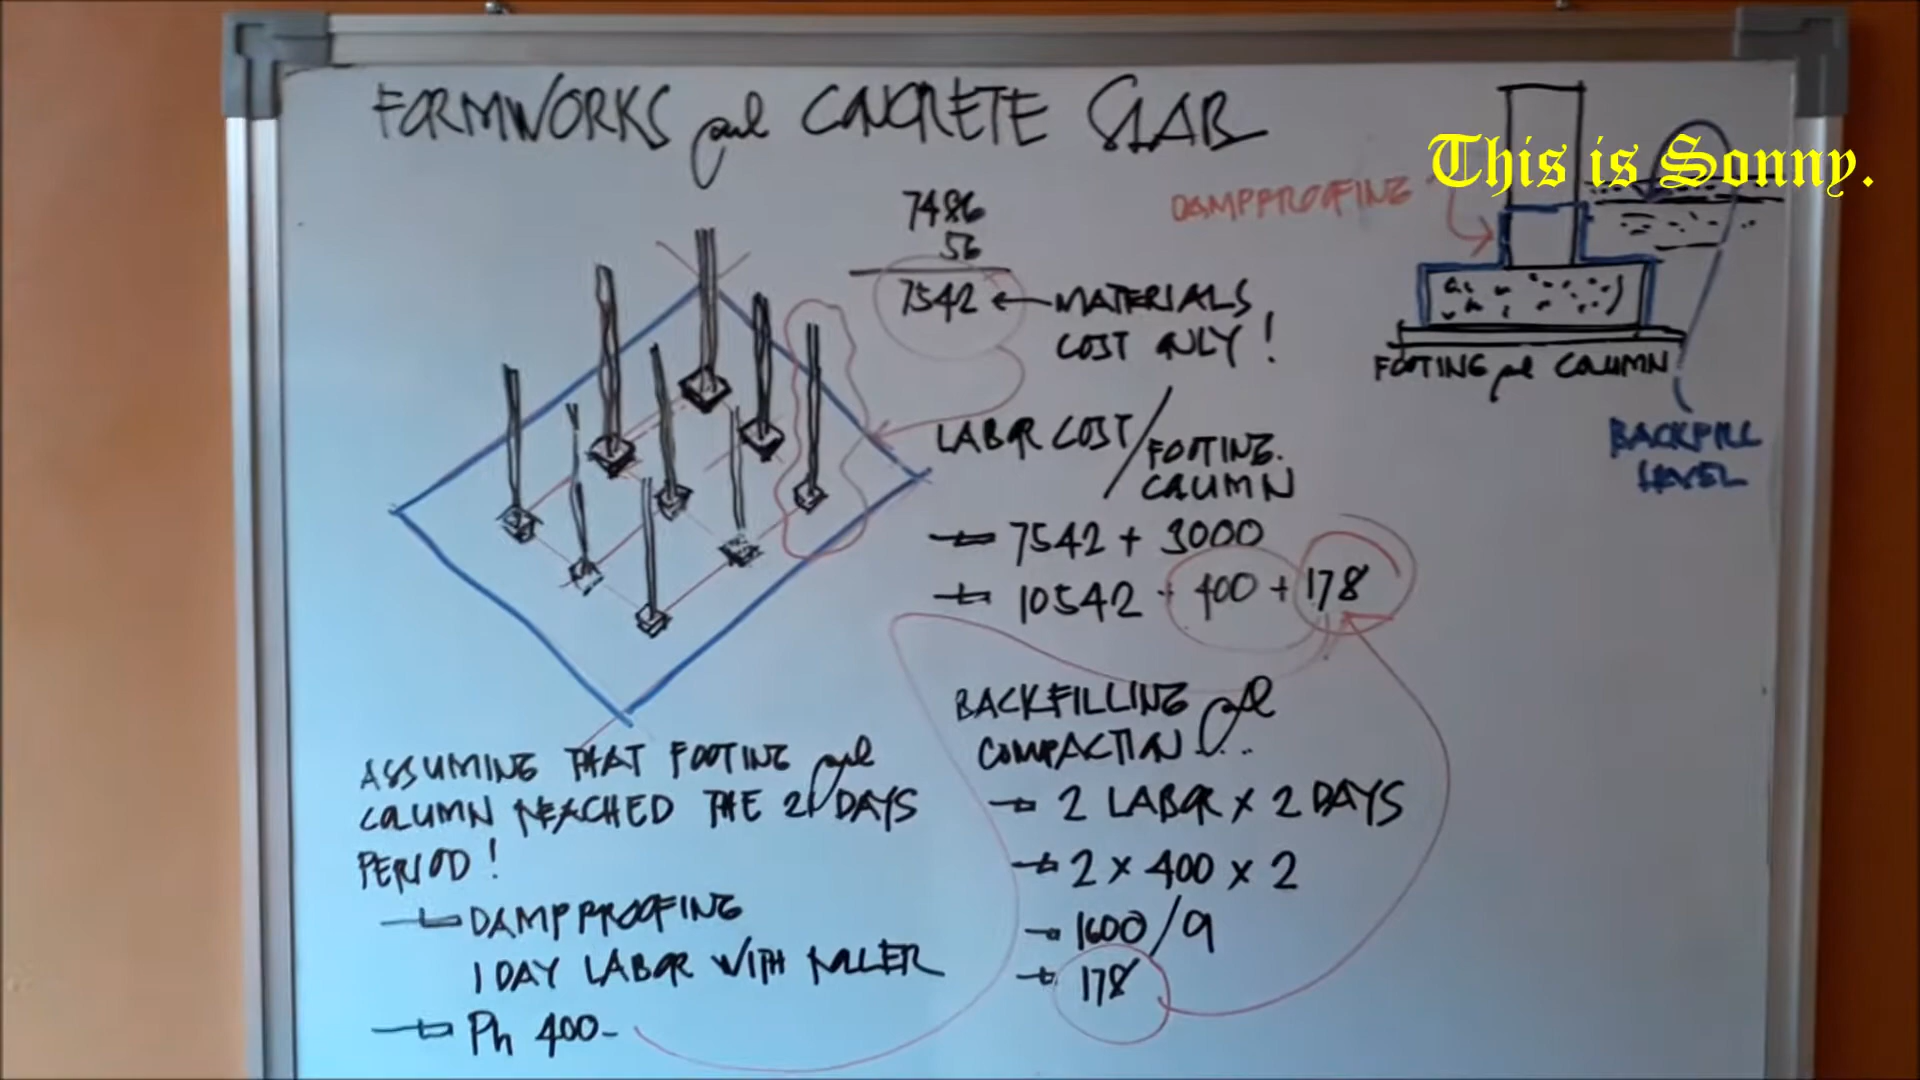 FORMWORKS and CONCRETE SLAB
This is Sonny.
DAMPPROOFING
7486
56
7542 ← MATERIALS
COST ONLY!
FOOTING and COLUMN
BACKFILL
LEVEL
LABOR COST/FOOTING.
COLUMN
7542 + 3000
10542 + 400 + 178
ASSUMING THAT FOOTING and
COLUMN REACHED THE 21 DAYS
PERIOD!
DAMPPROOFING
1 DAY LABOR WITH ROLLER
Ph 400-
BACKFILLING and
COMPACTION...
2 LABOR x 2 DAYS
2 x 400 x 2
1600/9
178